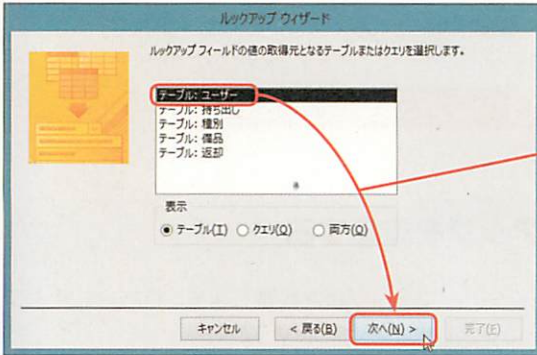 ルックアップ ウィザード
ルックアップ フィールドの値の取得元となるテーブルまたはクエリを選択します。
テーブル: ユーザー
テーブル: 持ち出し
テーブル: 種別
テーブル: 備品
テーブル: 返却
表示
テーブル(T) クエリ(Q) 両方(O)
キャンセル < 戻る(B) 次へ(N) > 完了(F)